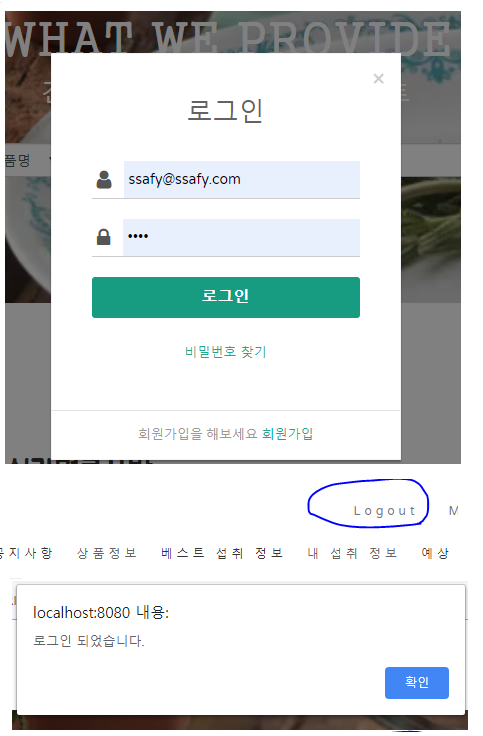 WHAT WE PROVIDE
×
로그인
품명
ssafy@ssafy.com
••••
로그인
비밀번호 찾기
회원가입을 해보세요 회원가입
Logout M
공지사항 상품정보 베스트 섭취 정보 내 섭취 정보 예상
localhost:8080 내용:
로그인 되었습니다.
확인